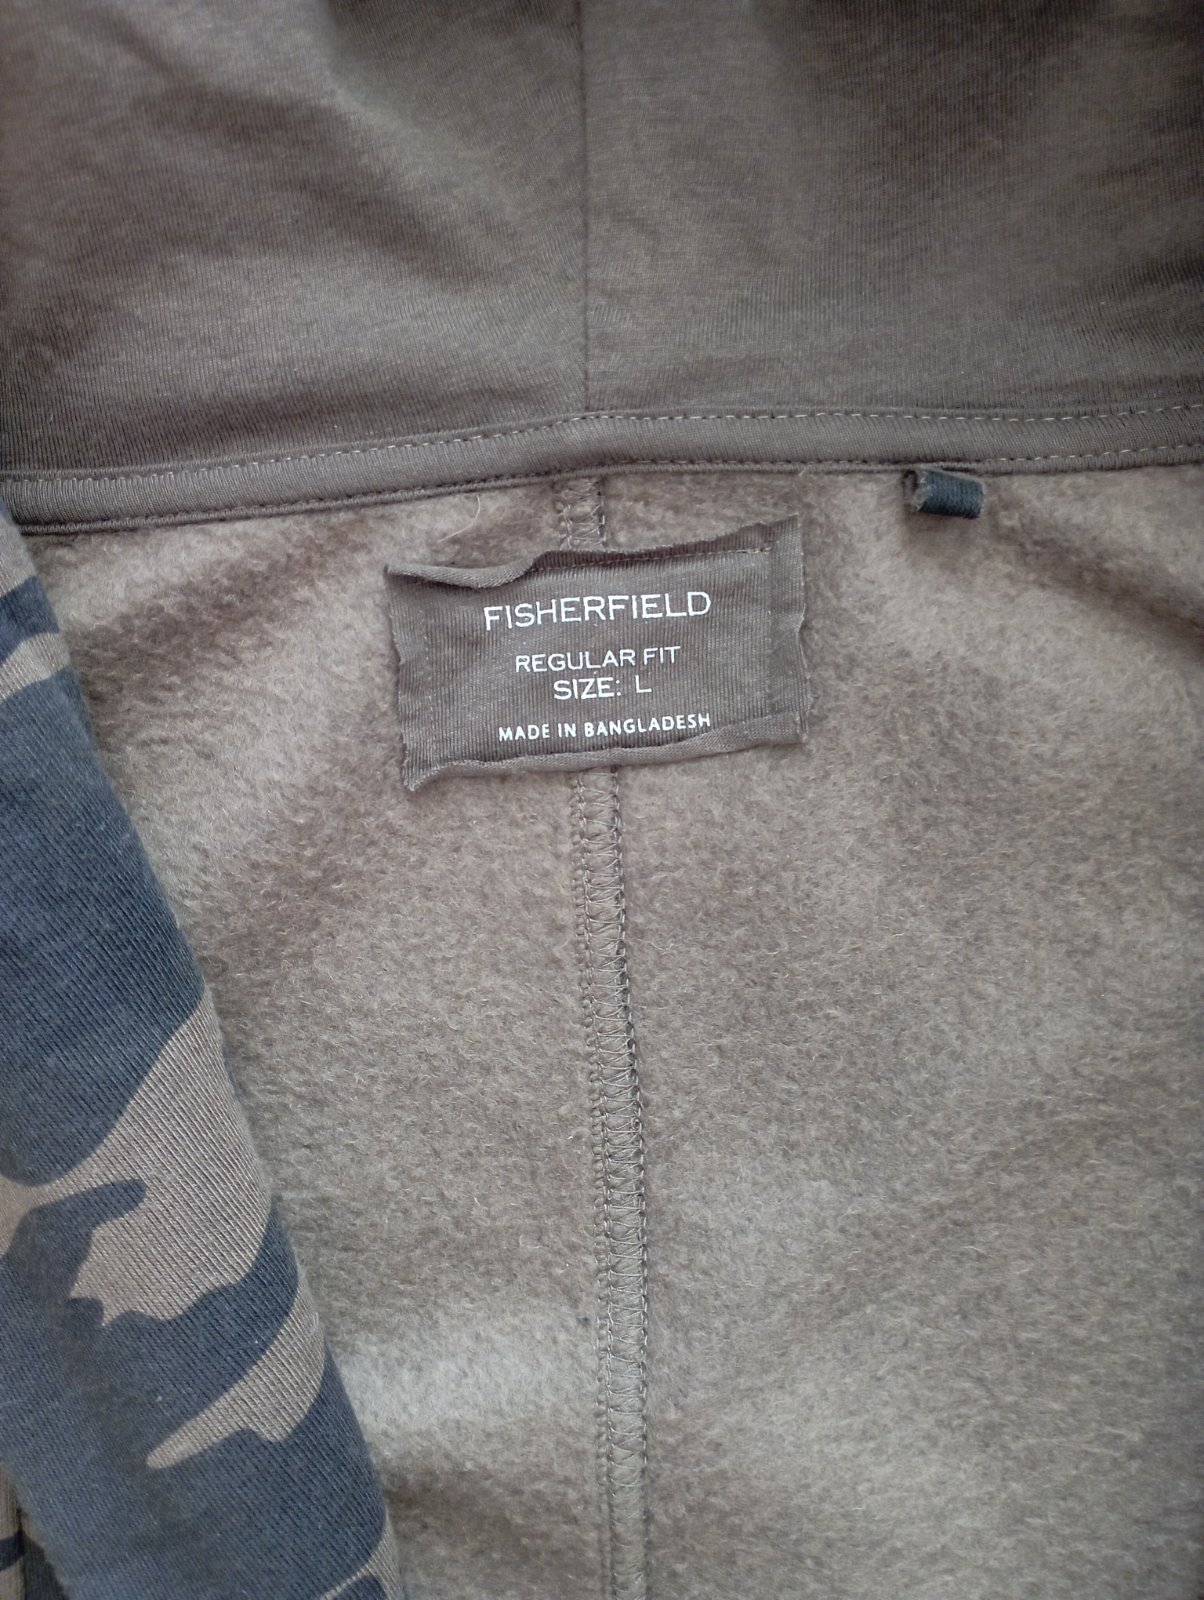 FISHERFIELD
REGULAR FIT
SIZE: L
MADE IN BANGLADESH